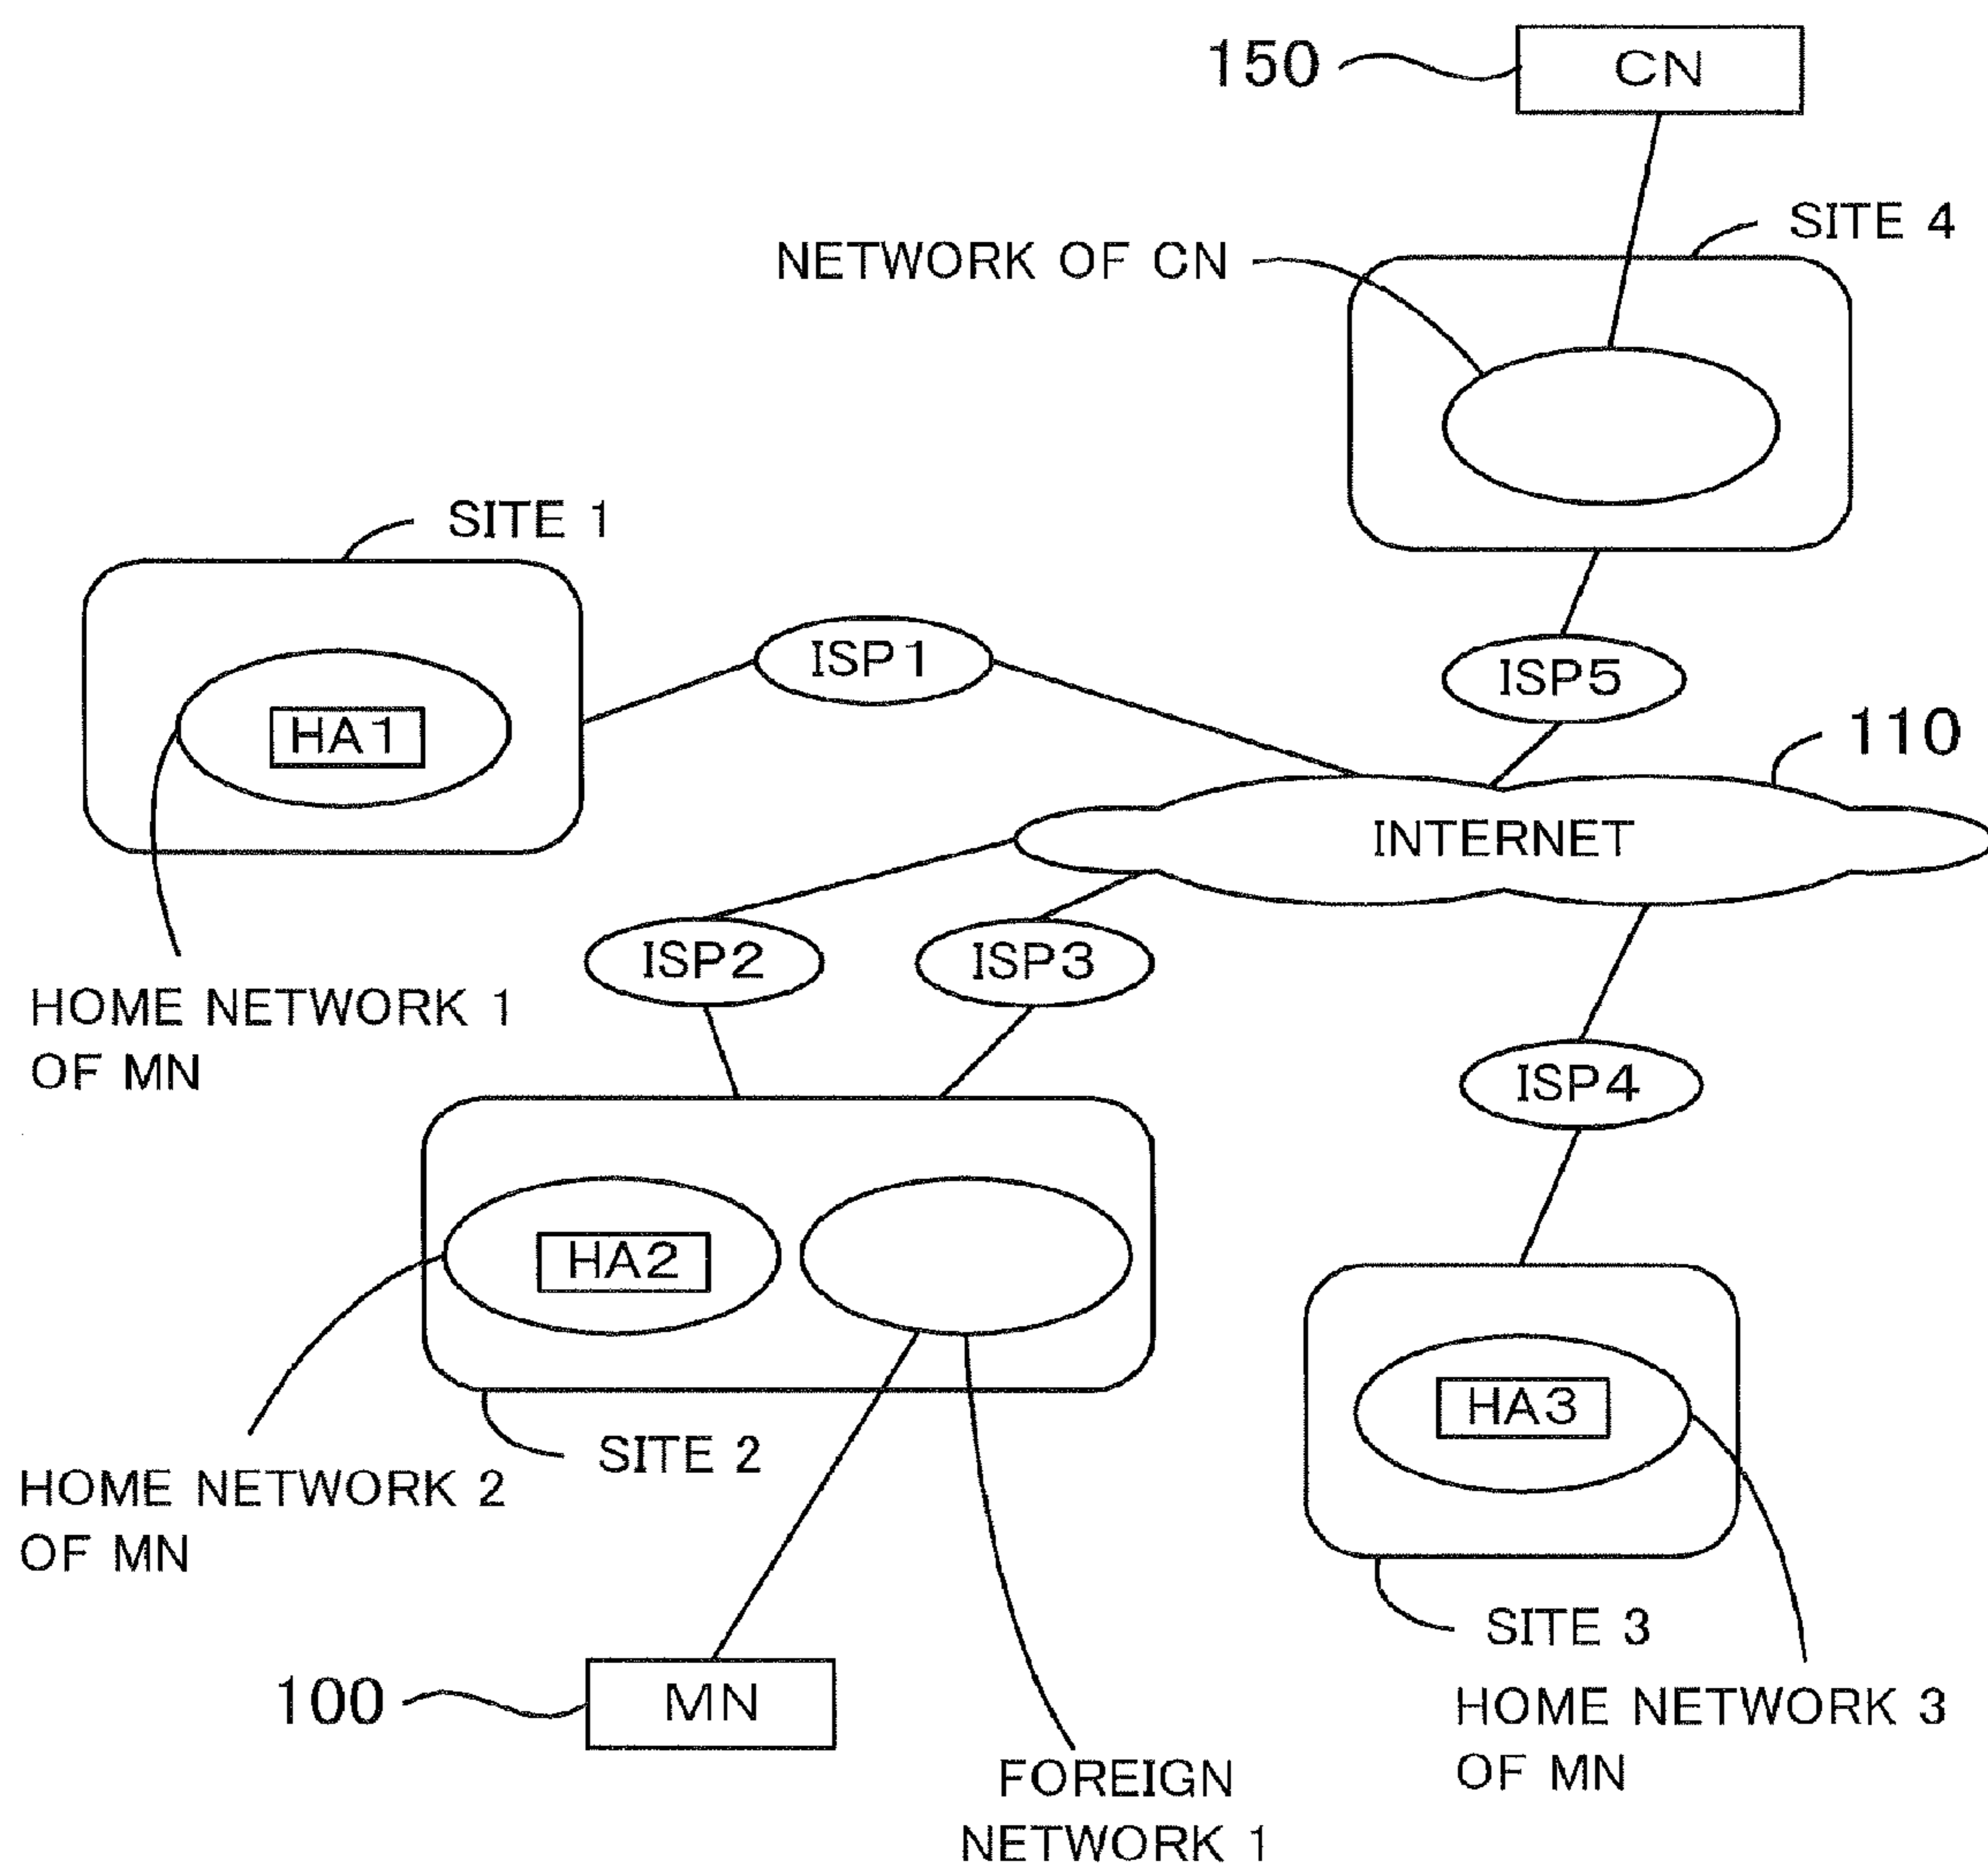 150
CN
SITE 4
NETWORK OF CN
SITE 1
ISP1
ISP5
HA1
110
INTERNET
ISP2
ISP3
HOME NETWORK 1
OF MN
ISP4
HA2
HA3
SITE 2
HOME NETWORK 2
OF MN
SITE 3
100
MN
HOME NETWORK 3
OF MN
FOREIGN
NETWORK 1